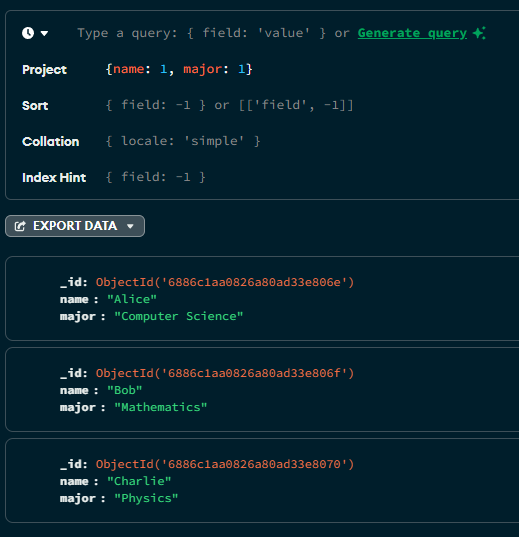 Type a query: { field: 'value' } or Generate query
Project {name: 1, major: 1}
Sort { field: -1 } or [['field', -1]]
Collation { locale: 'simple' }
Index Hint { field: -1 }
EXPORT DATA
_id: ObjectId('6886c1aa0826a80ad33e806e')
name : "Alice"
major : "Computer Science"
_id: ObjectId('6886c1aa0826a80ad33e806f')
name : "Bob"
major : "Mathematics"
_id: ObjectId('6886c1aa0826a80ad33e8070')
name : "Charlie"
major : "Physics"